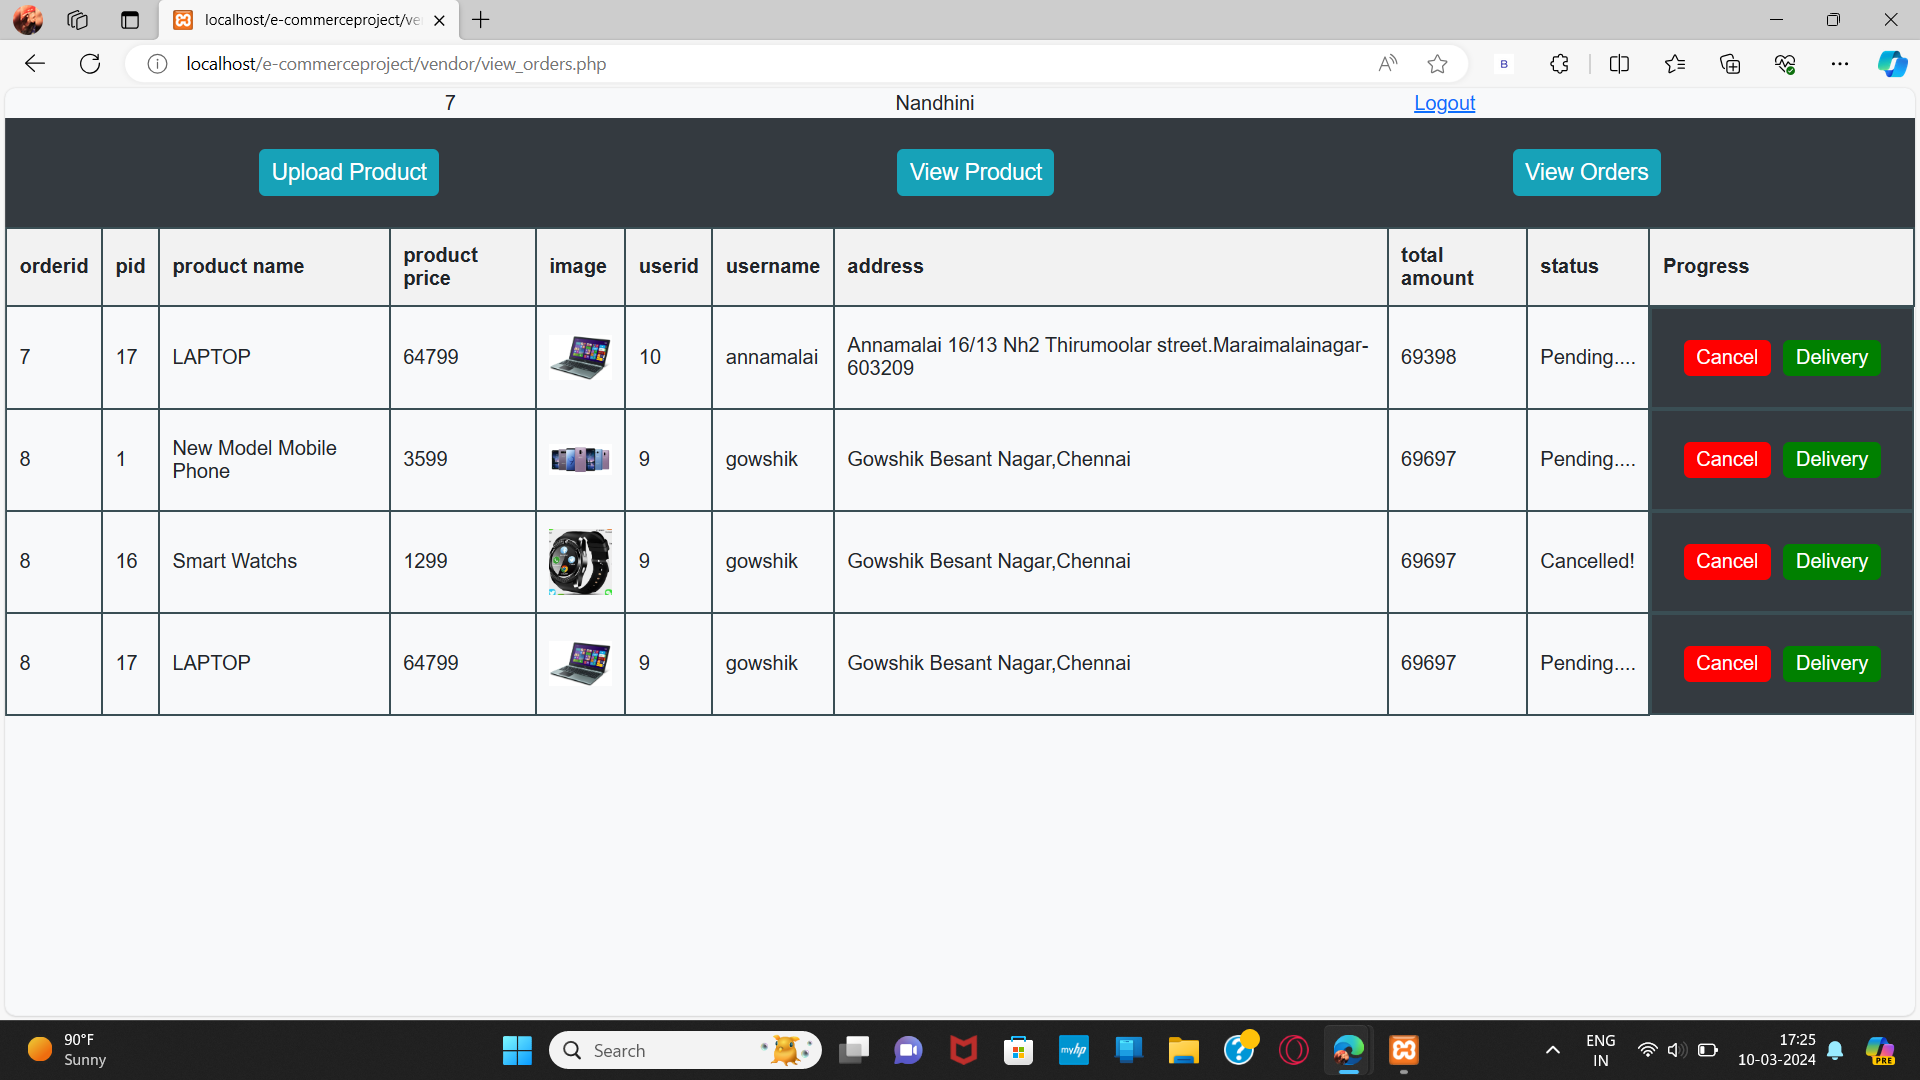 localhost/e-commerceproject/ve
localhost/e-commerceproject/vendor/view_orders.php
B
7 Nandhini Logout
Upload Product View Product View Orders
orderid pid product name product price image userid username address total amount status Progress
7 17 LAPTOP 64799 10 annamalai Annamalai 16/13 Nh2 Thirumoolar street.Maraimalainagar-
603209 69398 Pending.... Cancel Delivery
8 1 New Model Mobile
Phone 3599 9 gowshik Gowshik Besant Nagar,Chennai 69697 Pending.... Cancel Delivery
8 16 Smart Watchs 1299 9 gowshik Gowshik Besant Nagar,Chennai 69697 Cancelled! Cancel Delivery
8 17 LAPTOP 64799 9 gowshik Gowshik Besant Nagar,Chennai 69697 Pending.... Cancel Delivery
90°F
Sunny
Search
myhp
ENG
IN
17:25
10-03-2024
PRE